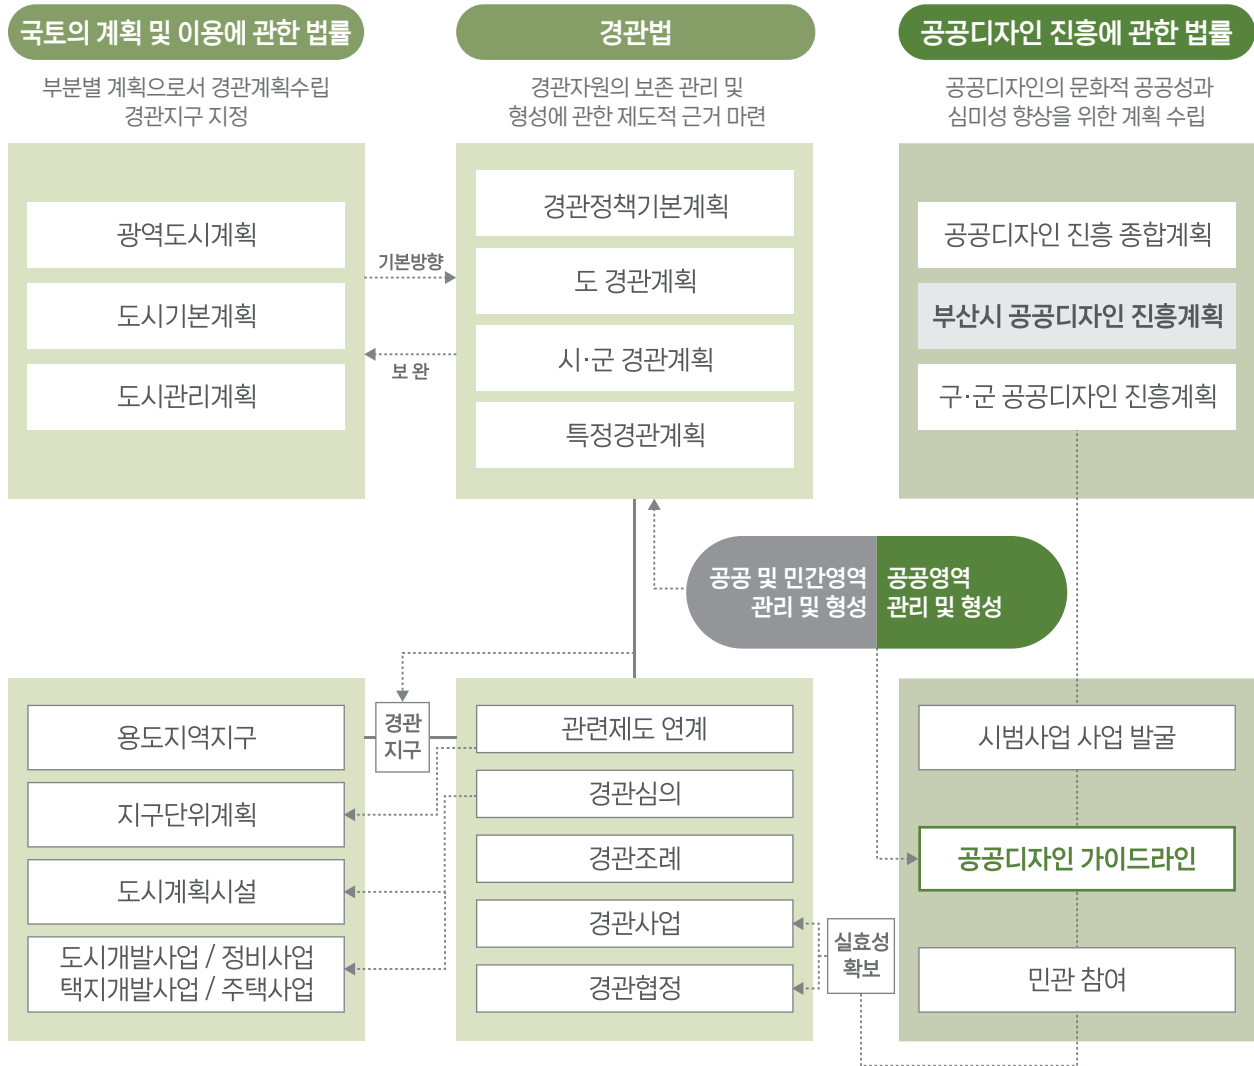 국토의 계획 및 이용에 관한 법률
부분별 계획으로서 경관계획수립
경관지구 지정
광역도시계획
도시기본계획
도시관리계획
기본방향
보 완
경관법
경관자원의 보존 관리 및
형성에 관한 제도적 근거 마련
경관정책기본계획
도 경관계획
시·군 경관계획
특정경관계획
공공디자인 진흥에 관한 법률
공공디자인의 문화적 공공성과
심미성 향상을 위한 계획 수립
공공디자인 진흥 종합계획
부산시 공공디자인 진흥계획
구·군 공공디자인 진흥계획
공공 및 민간영역
관리 및 형성
공공영역
관리 및 형성
용도지역지구
지구단위계획
도시계획시설
도시개발사업 / 정비사업
택지개발사업 / 주택사업
경관
지구
관련제도 연계
경관심의
경관조례
경관사업
경관협정
실효성
확보
시범사업 사업 발굴
공공디자인 가이드라인
민관 참여